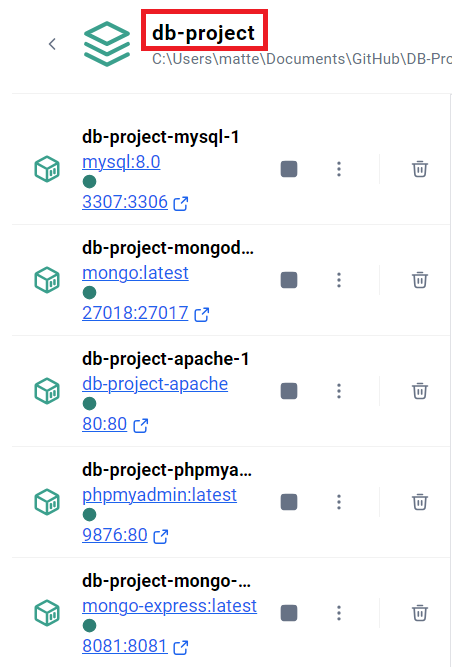 db-project
C:\Users\matte\Documents\GitHub\DB-Pro
db-project-mysql-1
mysql:8.0
3307:3306
db-project-mongod...
mongo:latest
27018:27017
db-project-apache-1
db-project-apache
80:80
db-project-phpmya...
phpmyadmin:latest
9876:80
db-project-mongo-...
mongo-express:latest
8081:8081